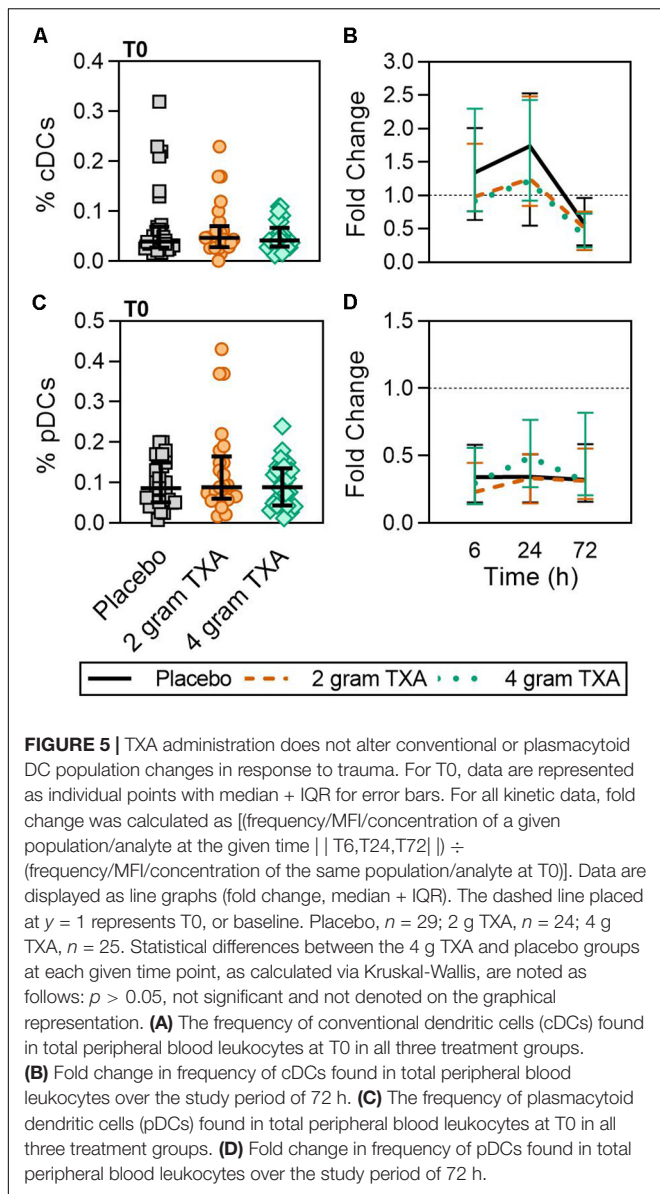 A
T0
% cDCs
0.4
0.3
0.2
0.1
0.0
B
Fold Change
3.0
2.5
2.0
1.5
1.0
0.5
0.0
C
T0
% pDCs
0.5
0.4
0.3
0.2
0.1
0.0
Placebo
2 gram TXA
4 gram TXA
D
Fold Change
1.5
1.0
0.5
0.0
6 24 72
Time (h)
Placebo 2 gram TXA 4 gram TXA
FIGURE 5 | TXA administration does not alter conventional or plasmacytoid
DC population changes in response to trauma. For T0, data are represented
as individual points with median + IQR for error bars. For all kinetic data, fold
change was calculated as [(frequency/MFI/concentration of a given
population/analyte at the given time | | T6,T24,T72| |) ÷
(frequency/MFI/concentration of the same population/analyte at T0)]. Data are
displayed as line graphs (fold change, median + IQR). The dashed line placed
at y = 1 represents T0, or baseline. Placebo, n = 29; 2 g TXA, n = 24; 4 g
TXA, n = 25. Statistical differences between the 4 g TXA and placebo groups
at each given time point, as calculated via Kruskal-Wallis, are noted as
follows: p > 0.05, not significant and not denoted on the graphical
representation. (A) The frequency of conventional dendritic cells (cDCs) found
in total peripheral blood leukocytes at T0 in all three treatment groups.
(B) Fold change in frequency of cDCs found in total peripheral blood
leukocytes over the study period of 72 h. (C) The frequency of plasmacytoid
dendritic cells (pDCs) found in total peripheral blood leukocytes at T0 in all
three treatment groups. (D) Fold change in frequency of pDCs found in total
peripheral blood leukocytes over the study period of 72 h.